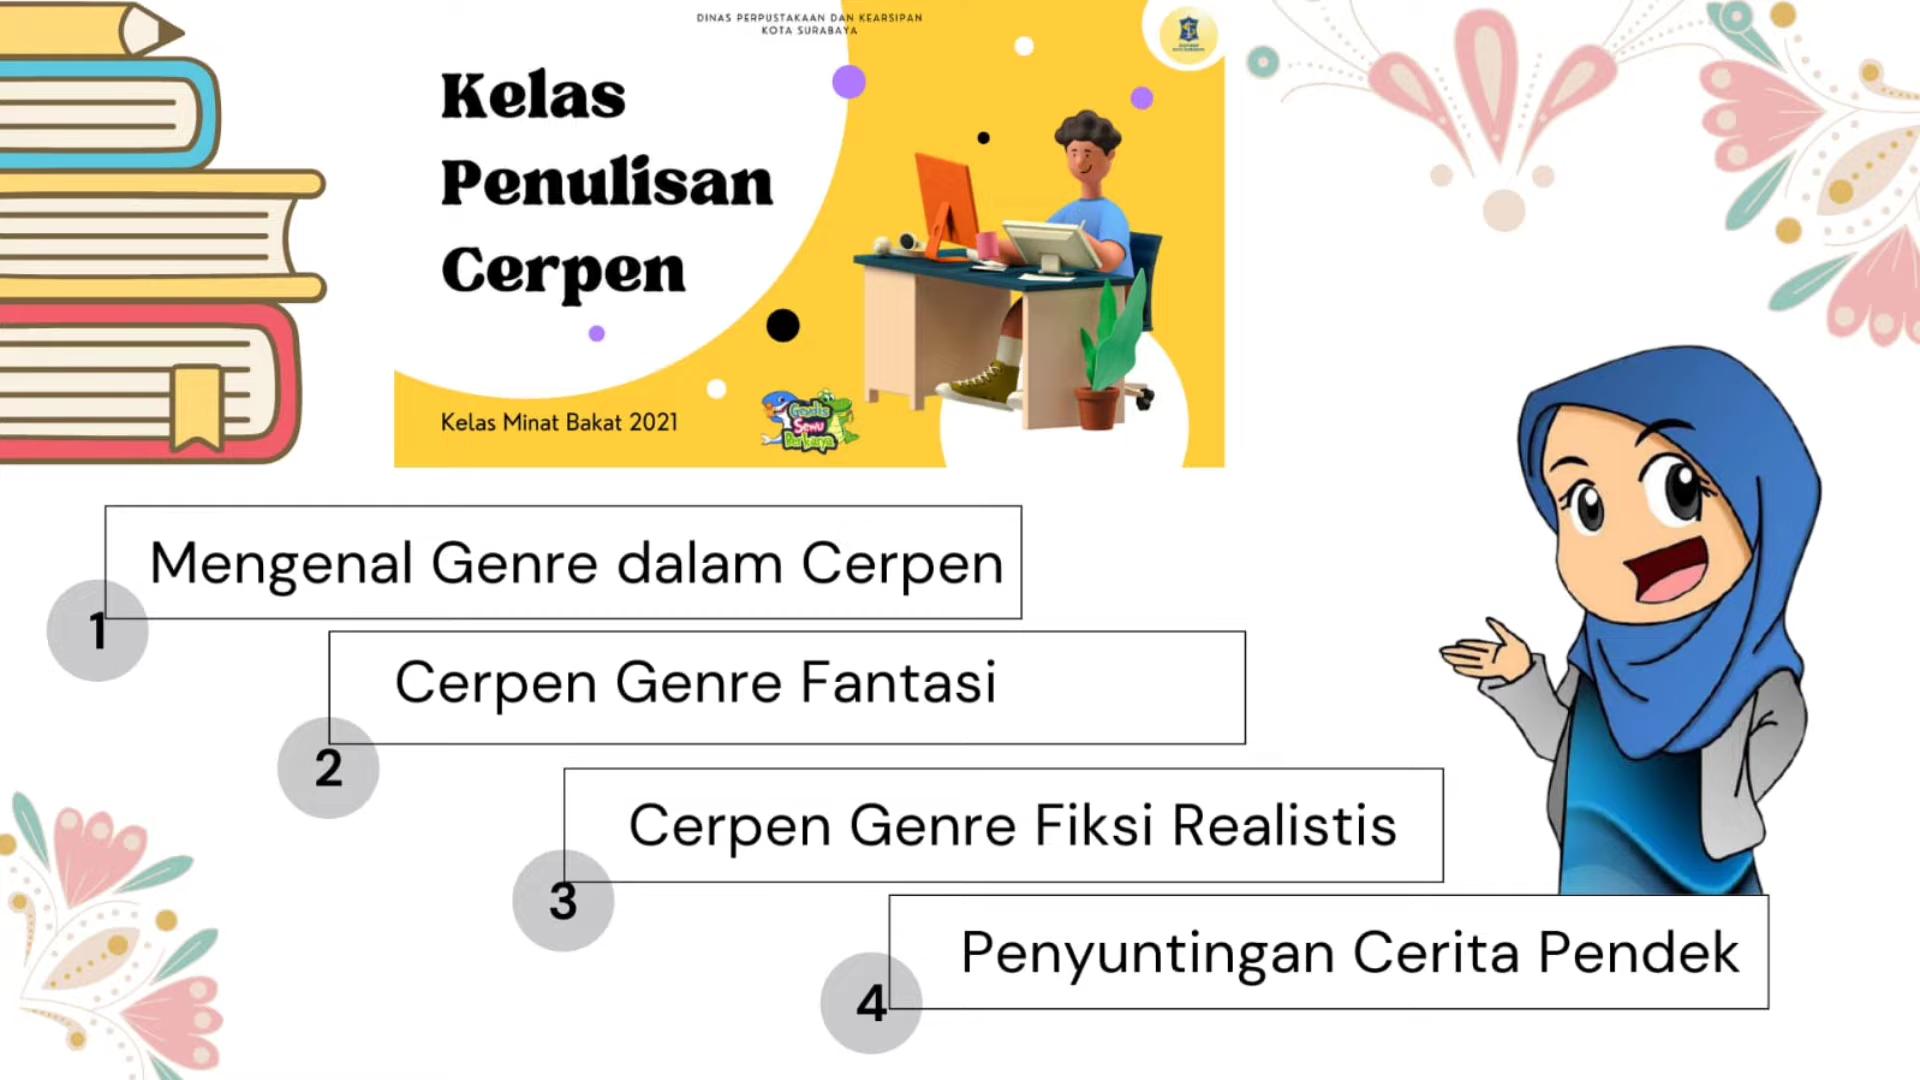 DINAS PERPUSTAKAAN DAN KEARSIPAN
KOTA SURABAYA
Kelas
Penulisan
Cerpen
Kelas Minat Bakat 2021
Sewu
Mengenal Genre dalam Cerpen
1
Cerpen Genre Fantasi
2
Cerpen Genre Fiksi Realistis
3
Penyuntingan Cerita Pendek
4